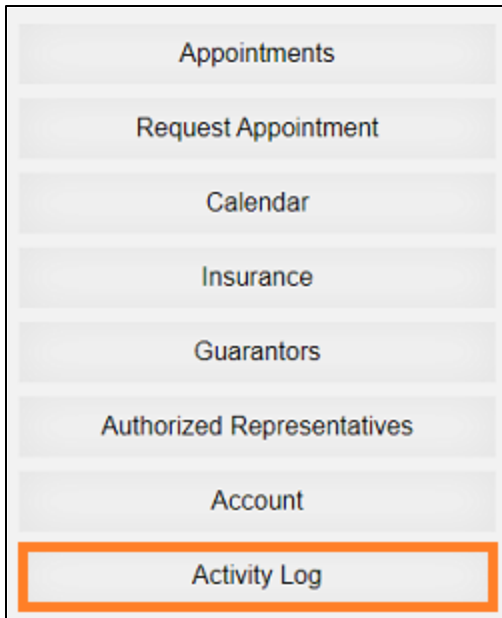 Appointments
Request Appointment
Calendar
Insurance
Guarantors
Authorized Representatives
Account
Activity Log